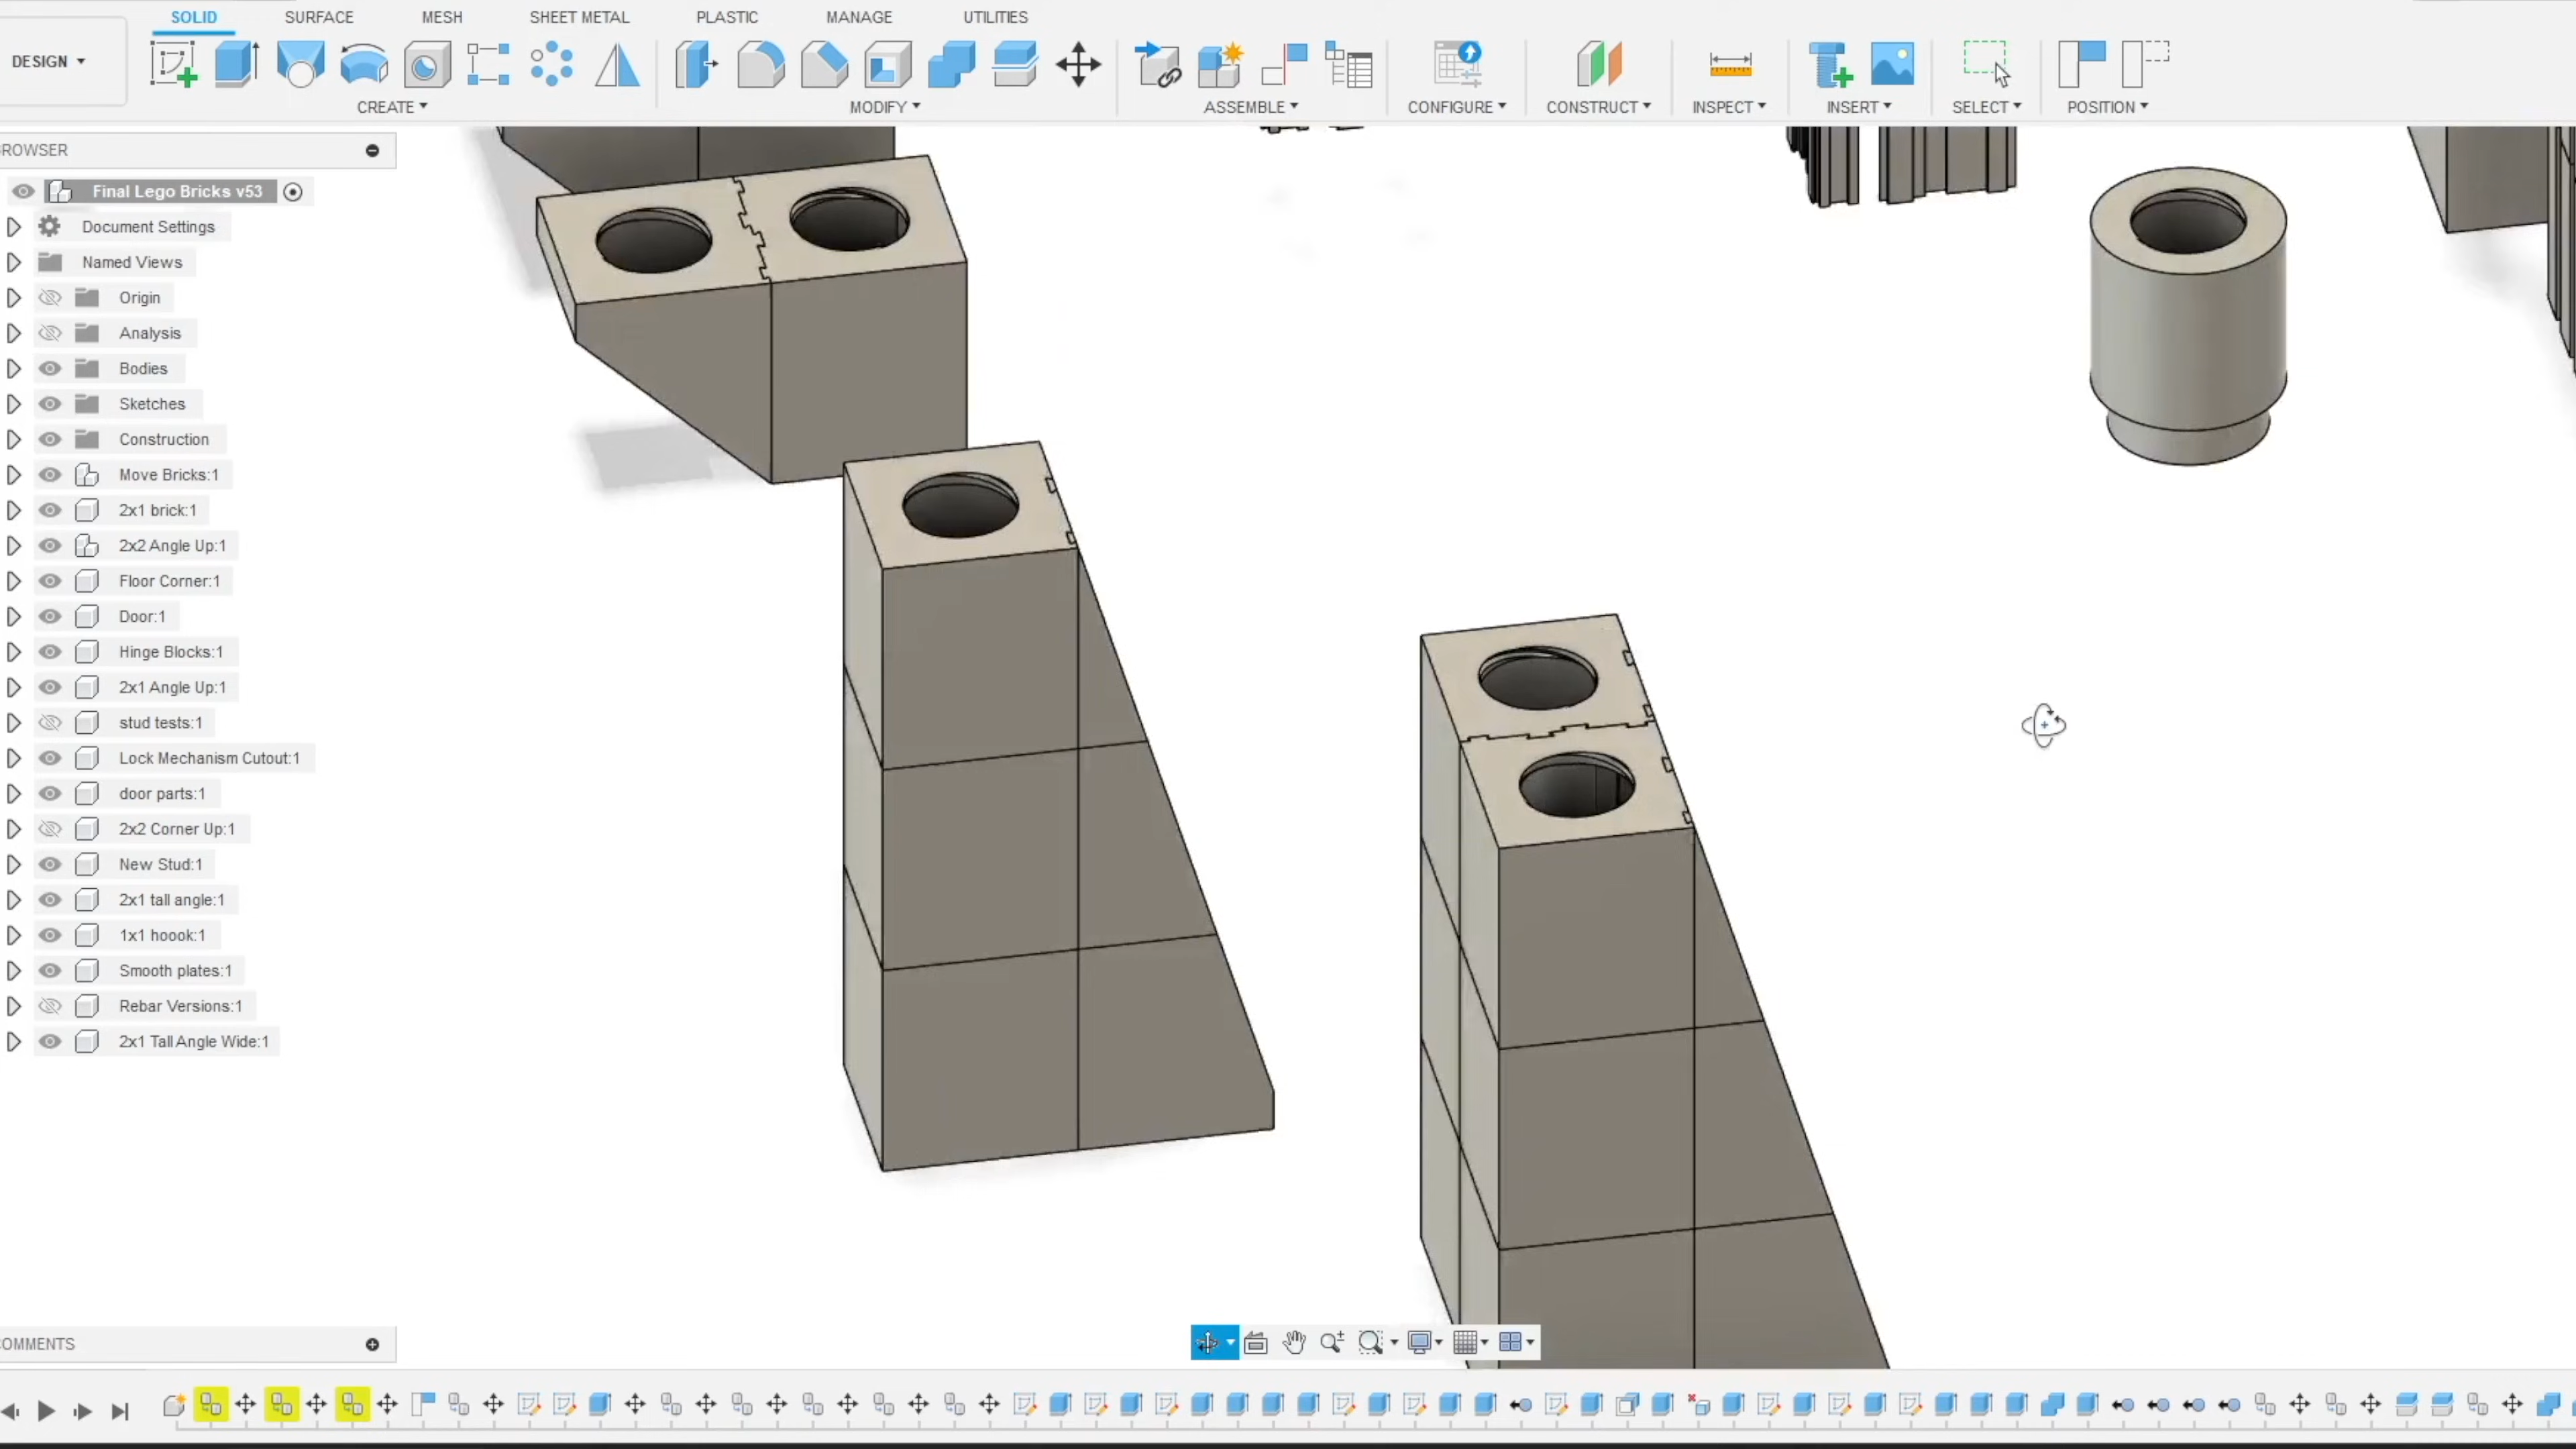 SOLID SURFACE MESH SHEET METAL PLASTIC MANAGE UTILITIES
DESIGN
CREATE MODIFY ASSEMBLE CONFIGURE CONSTRUCT INSPECT INSERT SELECT POSITION
ROWSER
Final Lego Bricks v53
Document Settings
Named Views
Origin
Analysis
Bodies
Sketches
Construction
Move Bricks:1
2x1 brick:1
2x2 Angle Up:1
Floor Corner:1
Door:1
Hinge Blocks:1
2x1 Angle Up:1
stud tests:1
Lock Mechanism Cutout:1
door parts:1
2x2 Corner Up:1
New Stud:1
2x1 tall angle:1
1x1 hoook:1
Smooth plates:1
Rebar Versions:1
2x1 Tall Angle Wide:1
OMMENTS